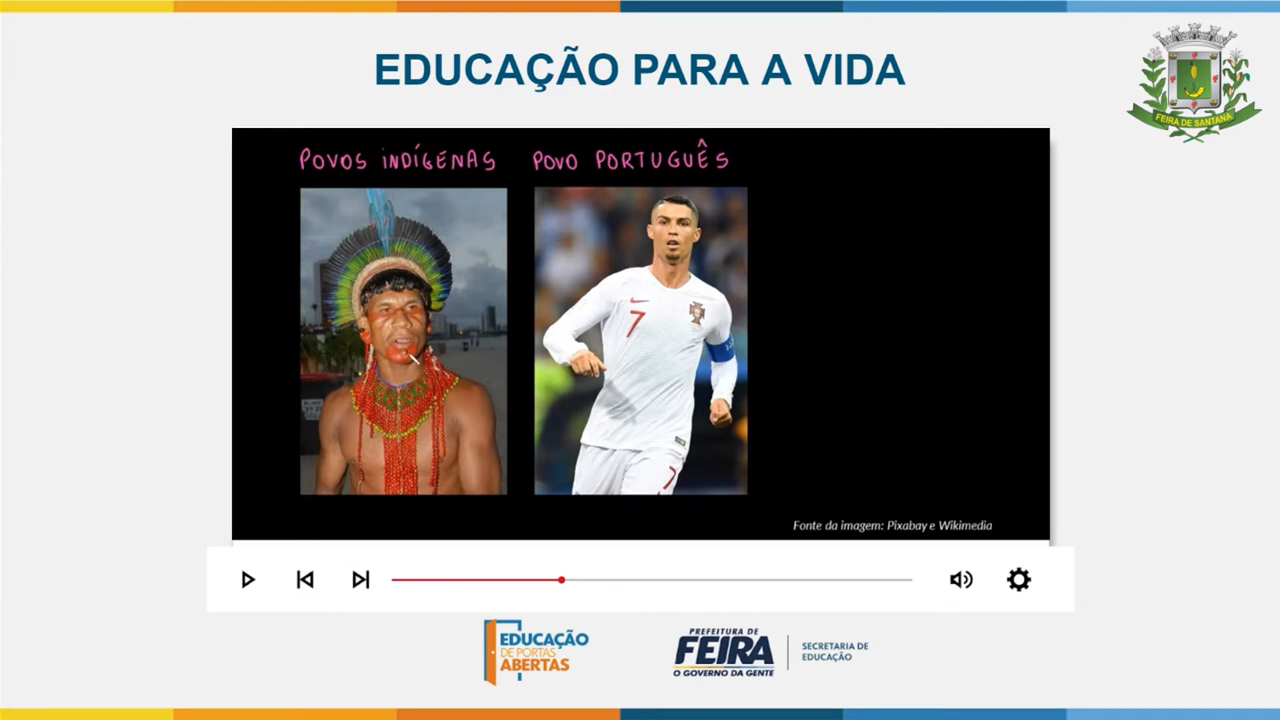 EDUCAÇÃO PARA A VIDA
FEIRA DE SANTANA
POVOS INDÍGENAS
POVO PORTUGUÊS
7
7
Fonte da imagem: Pixabay e Wikimedia
EDUCAÇÃO
DE PORTAS
ABERTAS
PREFEITURA DE
FEIRA
O GOVERNO DA GENTE
SECRETARIA DE
EDUCAÇÃO